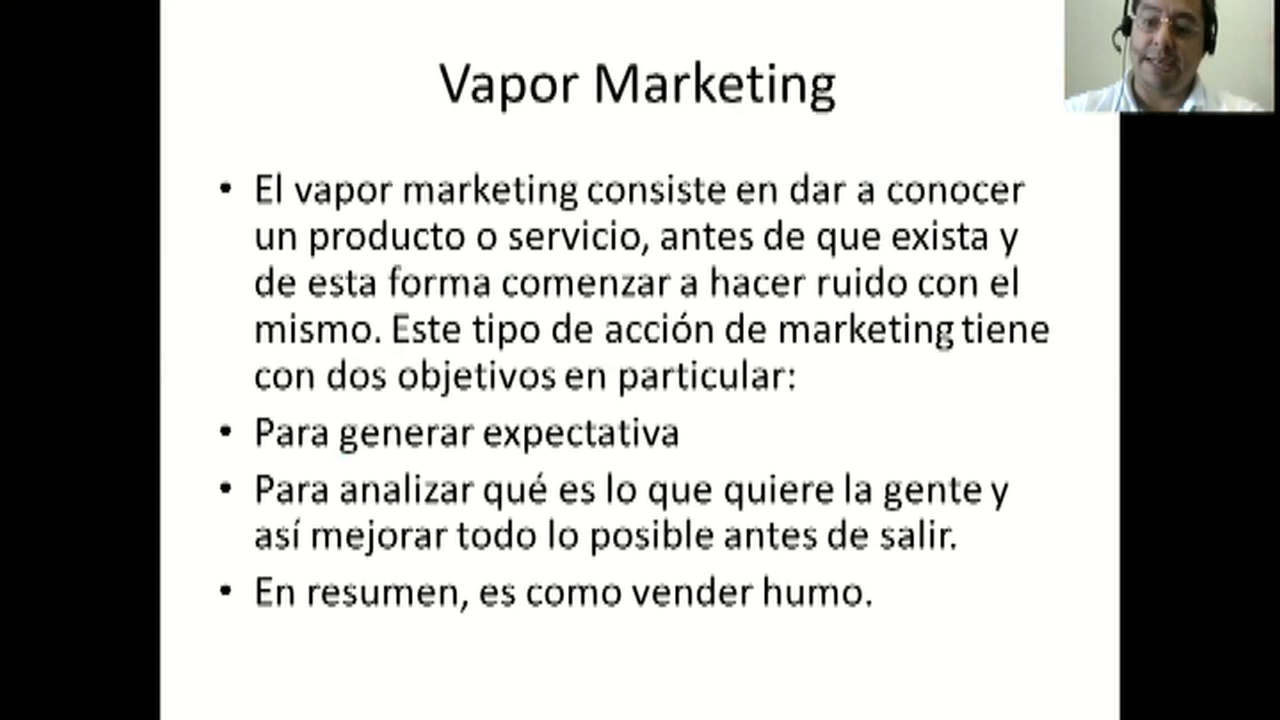 Vapor Marketing
• El vapor marketing consiste en dar a conocer
un producto o servicio, antes de que exista y
de esta forma comenzar a hacer ruido con el
mismo. Este tipo de acción de marketing tiene
con dos objetivos en particular:
• Para generar expectativa
• Para analizar qué es lo que quiere la gente y
así mejorar todo lo posible antes de salir.
• En resumen, es como vender humo.